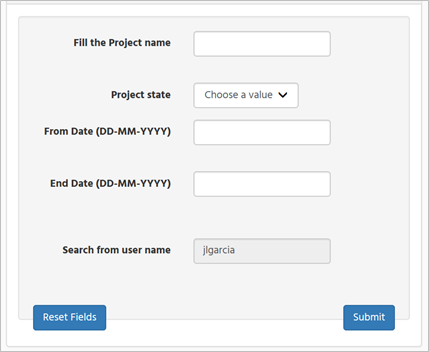 Fill the Project name
Project state
Choose a value
From Date (DD-MM-YYYY)
End Date (DD-MM-YYYY)
Search from user name
jlgarcia
Reset Fields
Submit